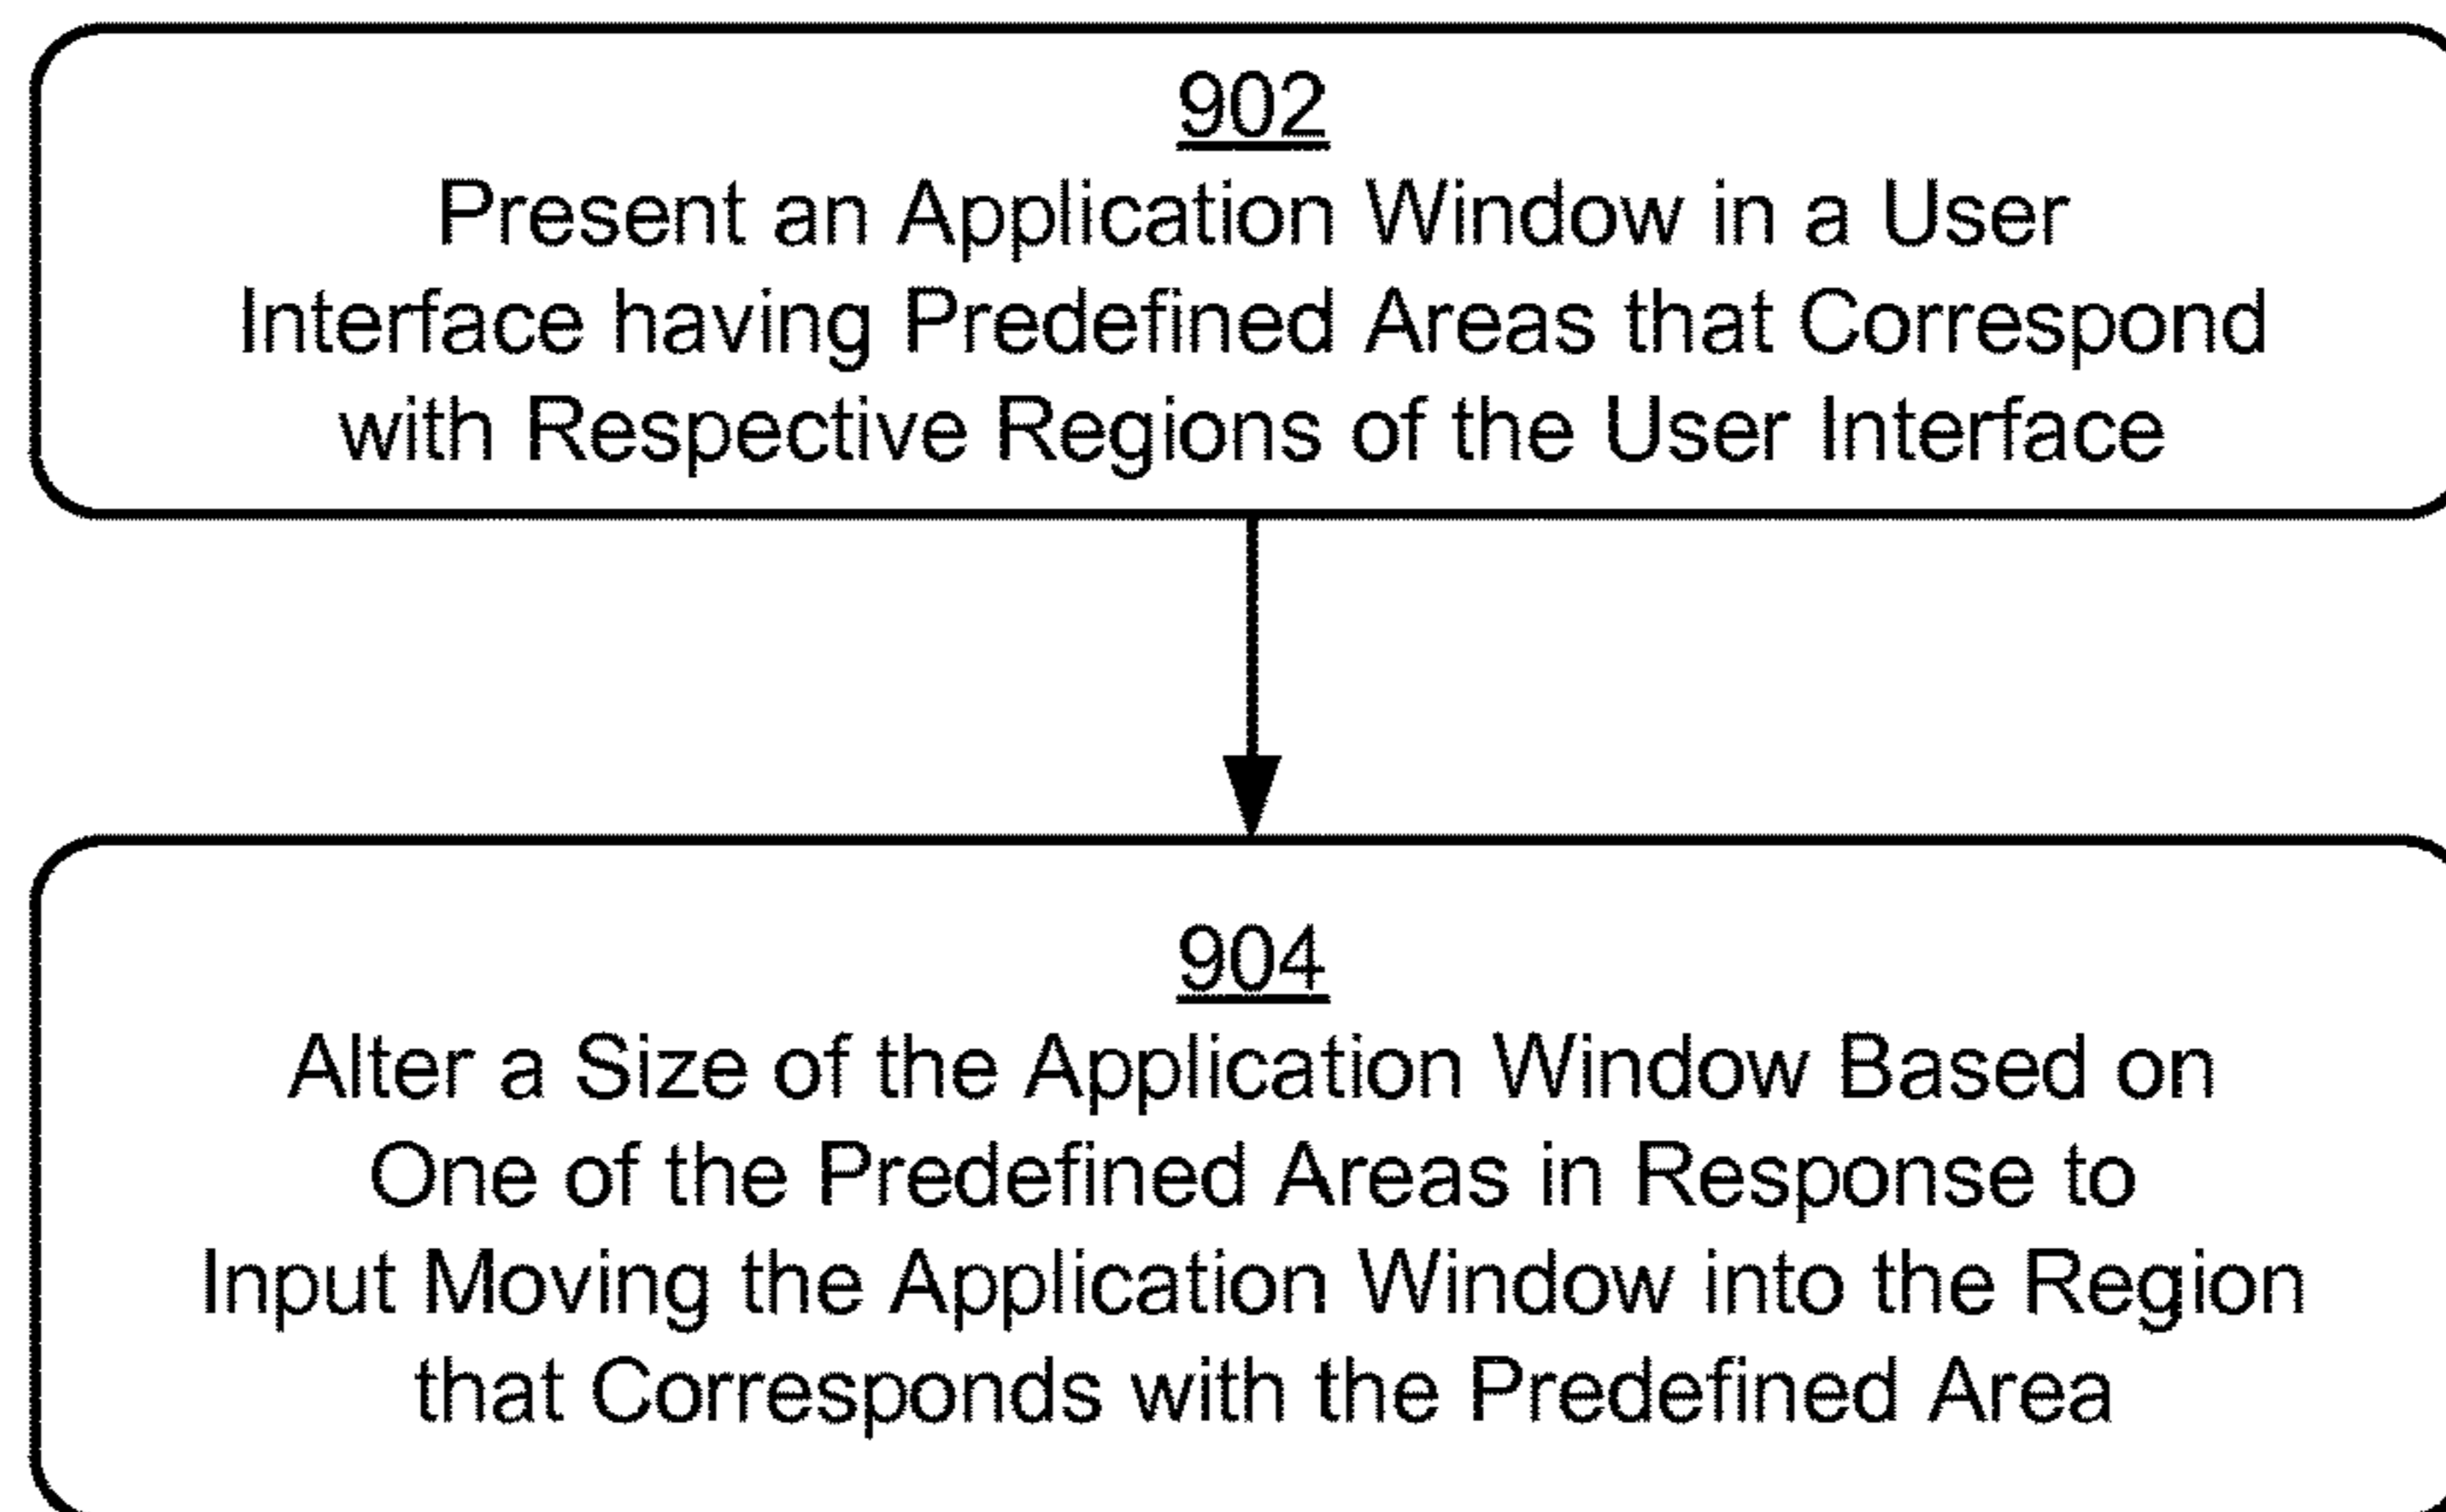 902
Present an Application Window in a User
Interface having Predefined Areas that Correspond
with Respective Regions of the User Interface
904
Alter a Size of the Application Window Based on
One of the Predefined Areas in Response to
Input Moving the Application Window into the Region
that Corresponds with the Predefined Area